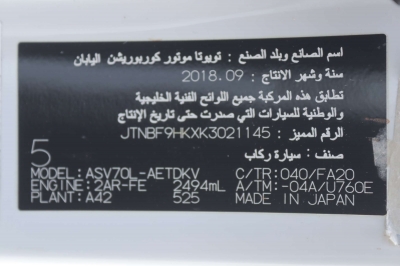 اسم الصانع وبلد الصنع : تويوتا موتور كوربوريشن اليابان
سنة وشهر الانتاج : 2018.09
تطابق هذه المركبة جميع اللوائح الفنية الخليجية
والوطنية للسيارات التي صدرت حتى تاريخ الإنتاج
الرقم المميز : JTNBF9HKXK3021145
صنف : سيارة ركاب
5
MODEL: ASV70L-AETDKV C/TR: 040/FA20
ENGINE: 2AR-FE 2494mL A/TM: -04A/U760E
PLANT: A42 525 MADE IN JAPAN